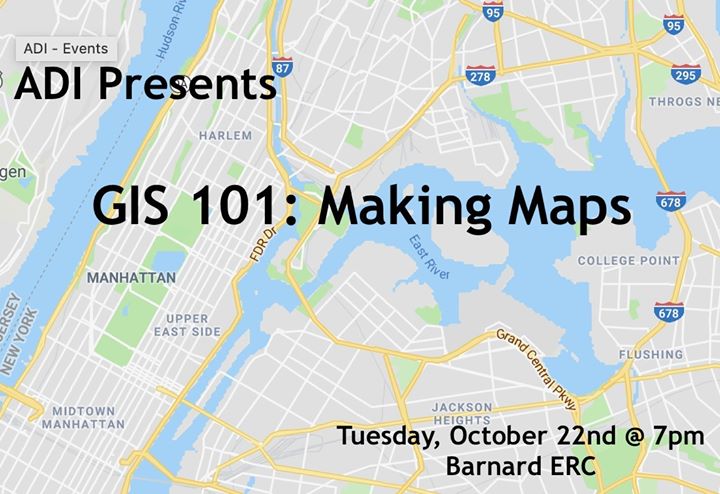 Hudson Riv
ADI - Events
ADI Presents
87
95
95
278
295
THROGS NE
HARLEM
gen
GIS 101: Making Maps
678
FDR Dr
East River
COLLEGE POINT
MANHATTAN
UPPER
EAST SIDE
678
JERSEY
NEW YORK
Grand Central Pkwy
FLUSHING
MIDTOWN
MANHATTAN
JACKSON
HEIGHTS
Tuesday, October 22nd @ 7pm
Barnard ERC